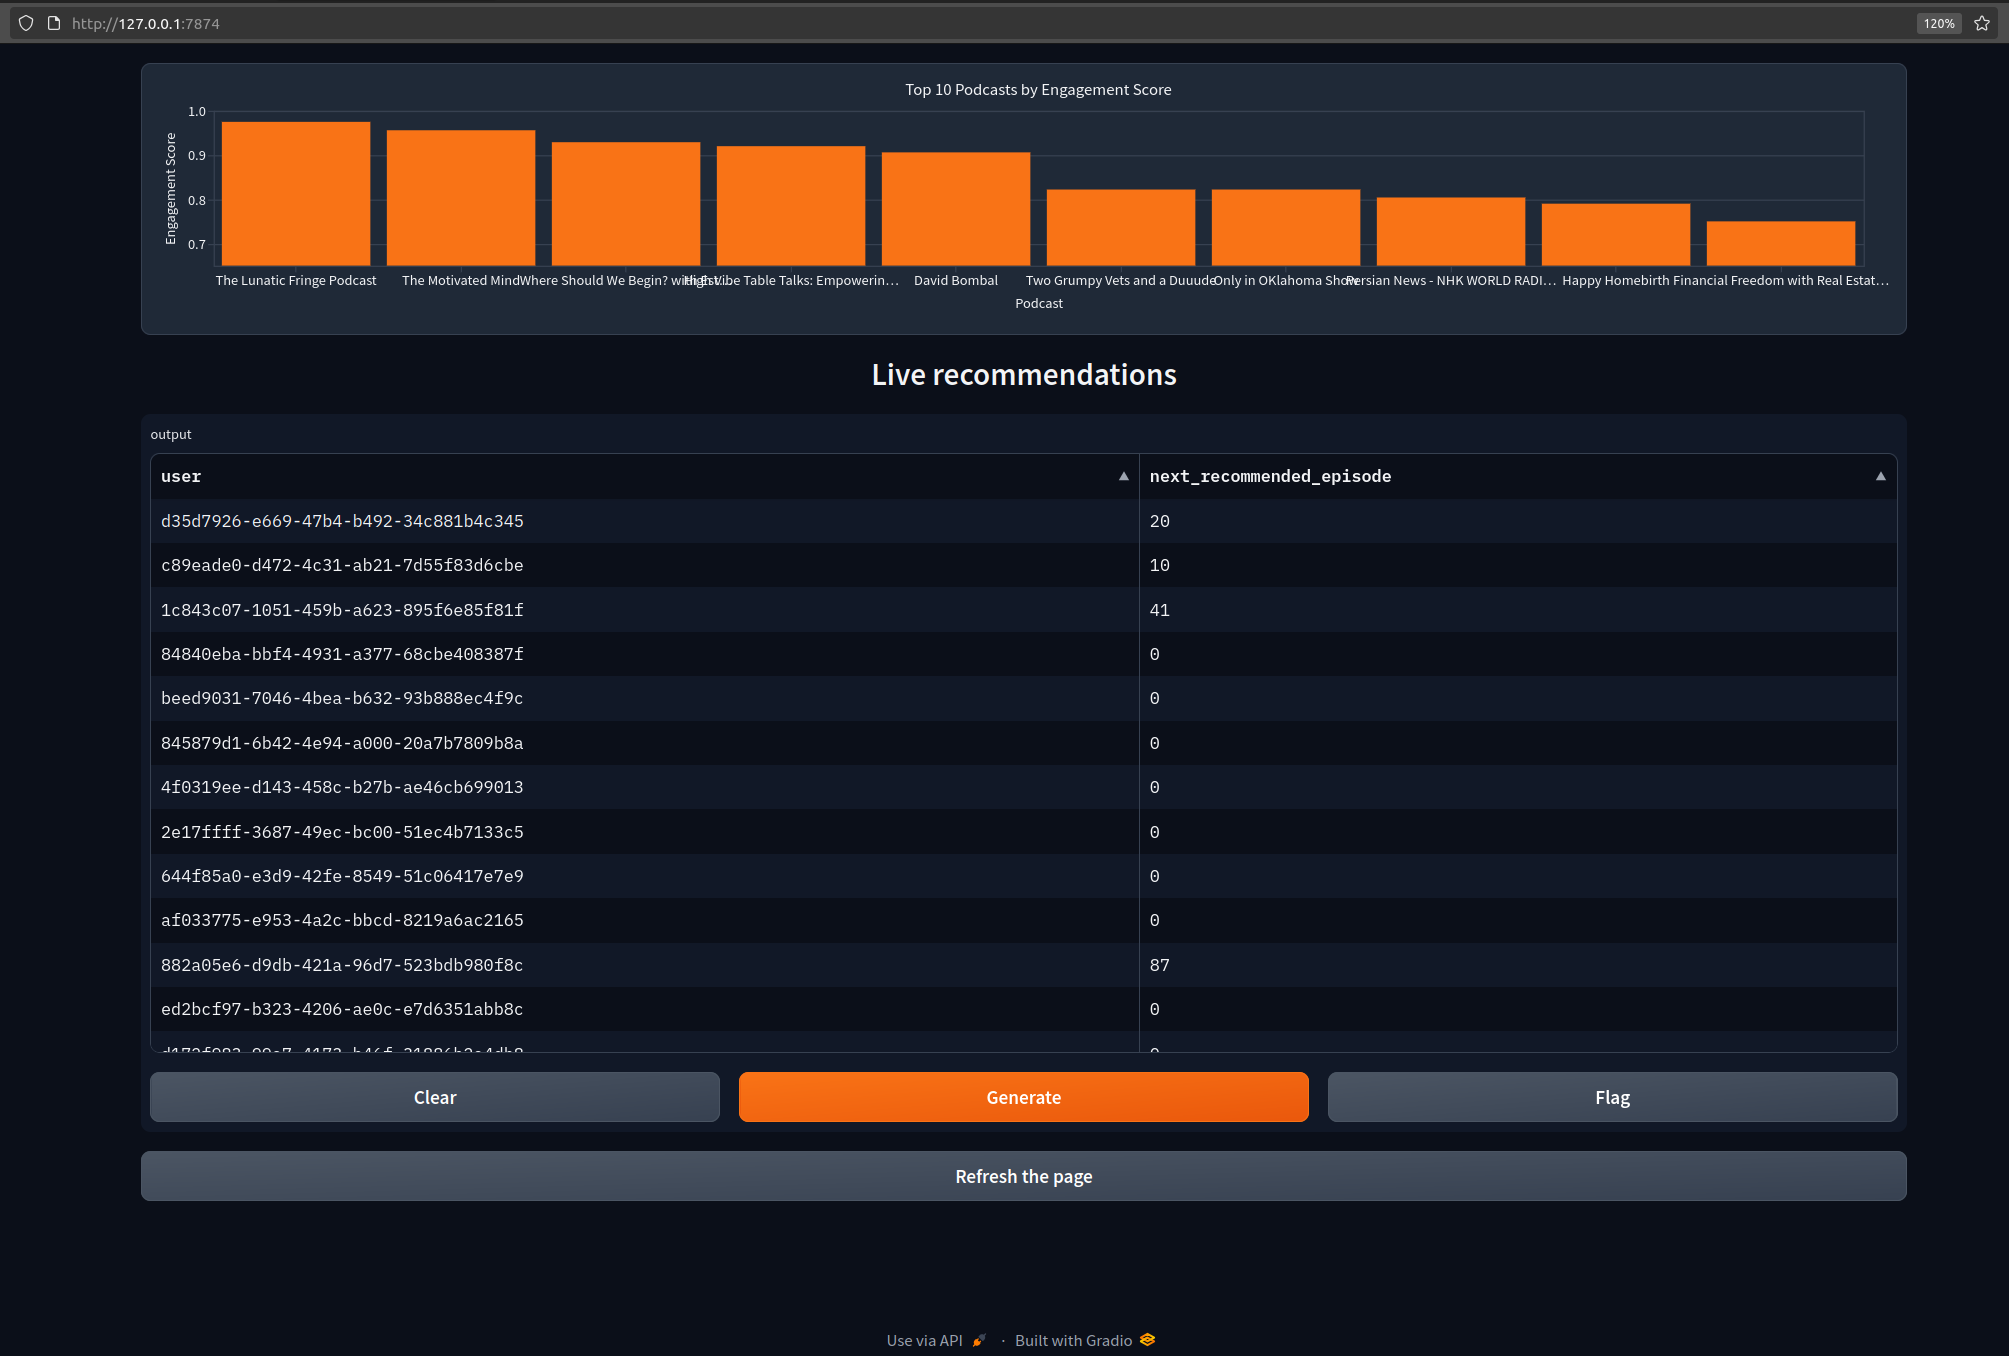 http://127.0.0.1:7874
120%
Top 10 Podcasts by Engagement Score
1.0
0.9
0.8
0.7
Engagement Score
The Lunatic Fringe Podcast
The Motivated Mind
Where Should We Begin? with Est…
High Vibe Table Talks: Empowerin…
David Bombal
Two Grumpy Vets and a Duuude
Only in OKlahoma Show
Persian News - NHK WORLD RADI…
Happy Homebirth
Financial Freedom with Real Estat…
Podcast
Live recommendations
output
user next_recommended_episode
d35d7926-e669-47b4-b492-34c881b4c345 20
c89eade0-d472-4c31-ab21-7d55f83d6cbe 10
1c843c07-1051-459b-a623-895f6e85f81f 41
84840eba-bbf4-4931-a377-68cbe408387f 0
beed9031-7046-4bea-b632-93b888ec4f9c 0
845879d1-6b42-4e94-a000-20a7b7809b8a 0
4f0319ee-d143-458c-b27b-ae46cb699013 0
2e17ffff-3687-49ec-bc00-51ec4b7133c5 0
644f85a0-e3d9-42fe-8549-51c06417e7e9 0
af033775-e953-4a2c-bbcd-8219a6ac2165 0
882a05e6-d9db-421a-96d7-523bdb980f8c 87
ed2bcf97-b323-4206-ae0c-e7d6351abb8c 0
Clear
Generate
Flag
Refresh the page
Use via API · Built with Gradio